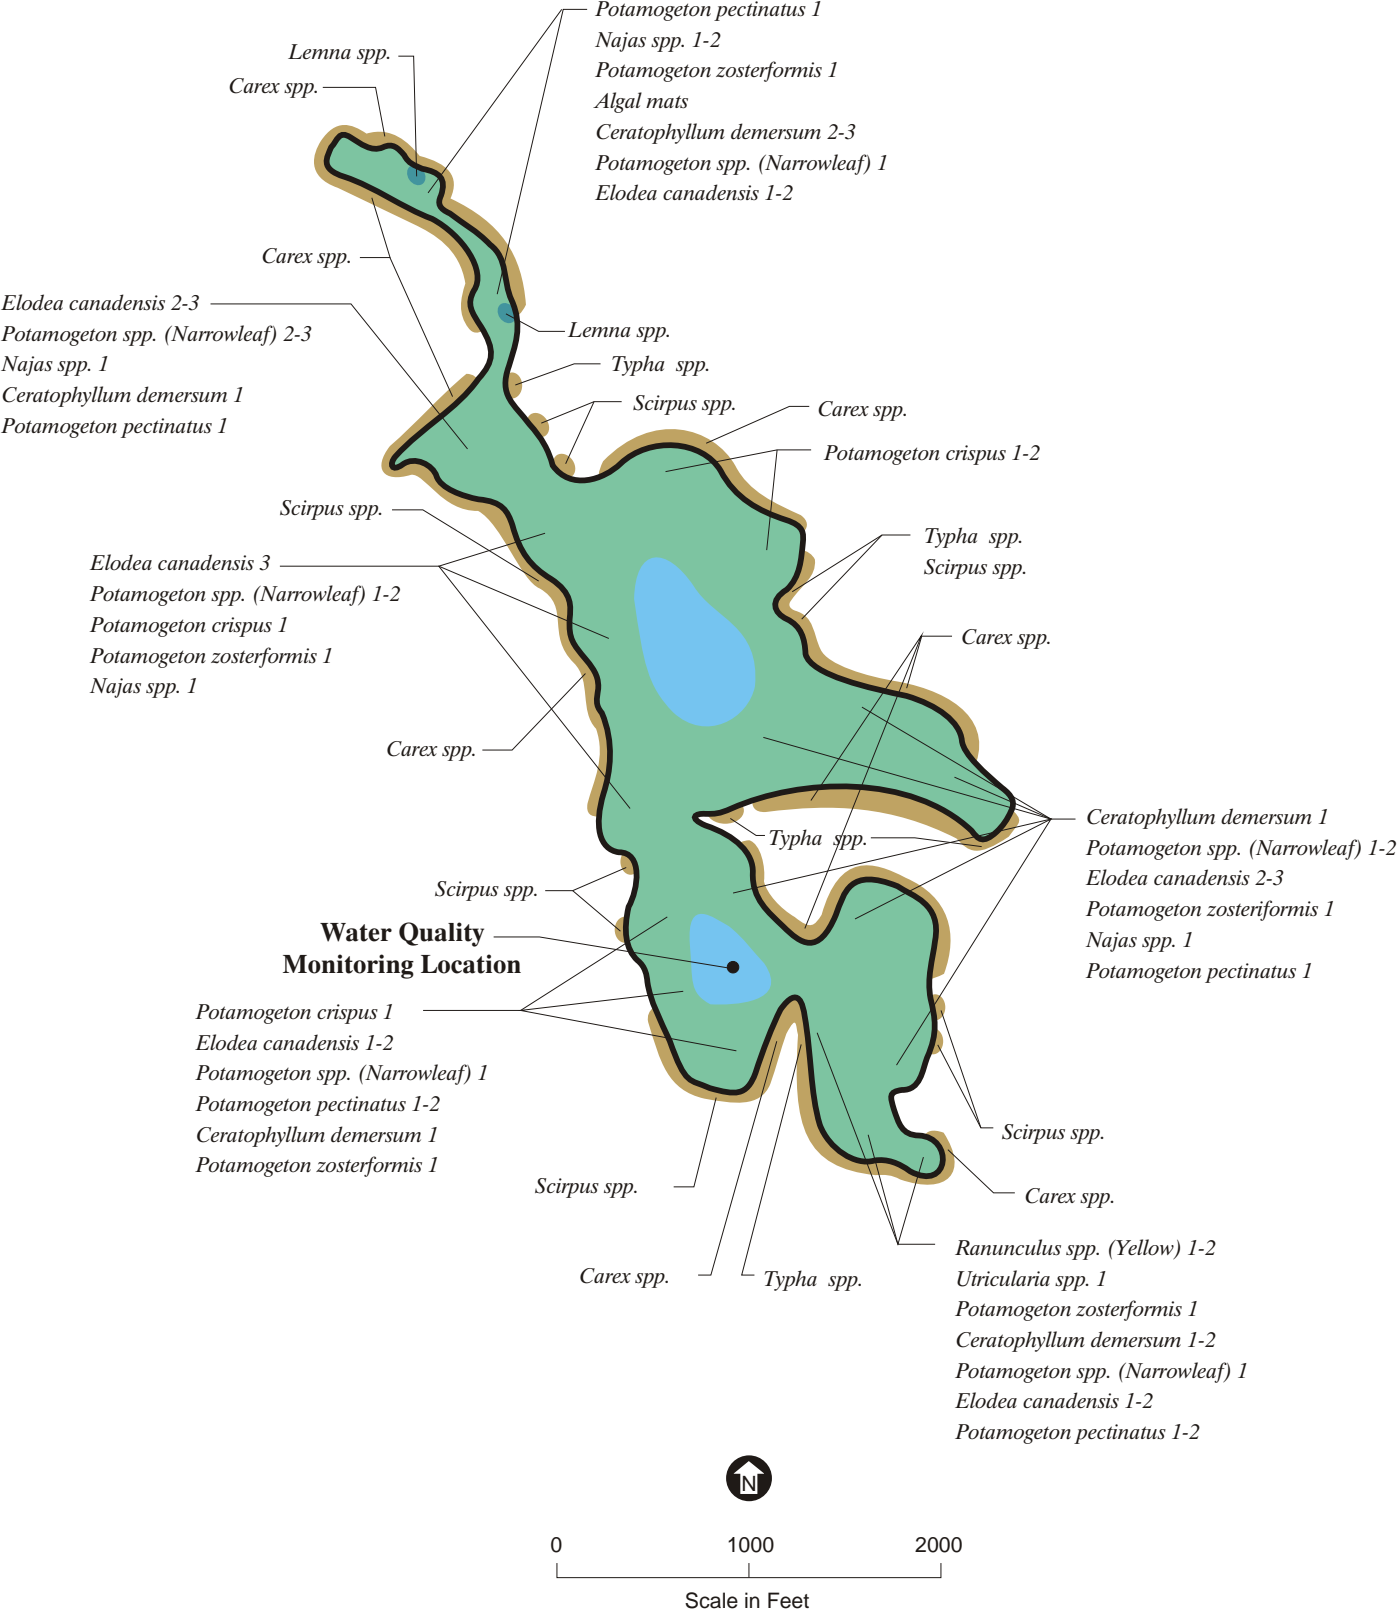 Potamogeton pectinatus 1
Najas spp. 1-2
Potamogeton zosterformis 1
Algal mats
Ceratophyllum demersum 2-3
Potamogeton spp. (Narrowleaf) 1
Elodea canadensis 1-2
Lemna spp.
Carex spp.
Carex spp.
Elodea canadensis 2-3
Potamogeton spp. (Narrowleaf) 2-3
Najas spp. 1
Ceratophyllum demersum 1
Potamogeton pectinatus 1
Lemna spp.
Typha spp.
Scirpus spp.
Carex spp.
Potamogeton crispus 1-2
Scirpus spp.
Typha spp.
Scirpus spp.
Elodea canadensis 3
Potamogeton spp. (Narrowleaf) 1-2
Potamogeton crispus 1
Potamogeton zosterformis 1
Najas spp. 1
Carex spp.
Carex spp.
Typha spp.
Ceratophyllum demersum 1
Potamogeton spp. (Narrowleaf) 1-2
Elodea canadensis 2-3
Potamogeton zosteriformis 1
Najas spp. 1
Potamogeton pectinatus 1
Scirpus spp.
Water Quality
Monitoring Location
Potamogeton crispus 1
Elodea canadensis 1-2
Potamogeton spp. (Narrowleaf) 1
Potamogeton pectinatus 1-2
Ceratophyllum demersum 1
Potamogeton zosterformis 1
Scirpus spp.
Scirpus spp.
Carex spp.
Carex spp.
Typha spp.
Ranunculus spp. (Yellow) 1-2
Utricularia spp. 1
Potamogeton zosterformis 1
Ceratophyllum demersum 1-2
Potamogeton spp. (Narrowleaf) 1
Elodea canadensis 1-2
Potamogeton pectinatus 1-2
N
0 1000 2000
Scale in Feet